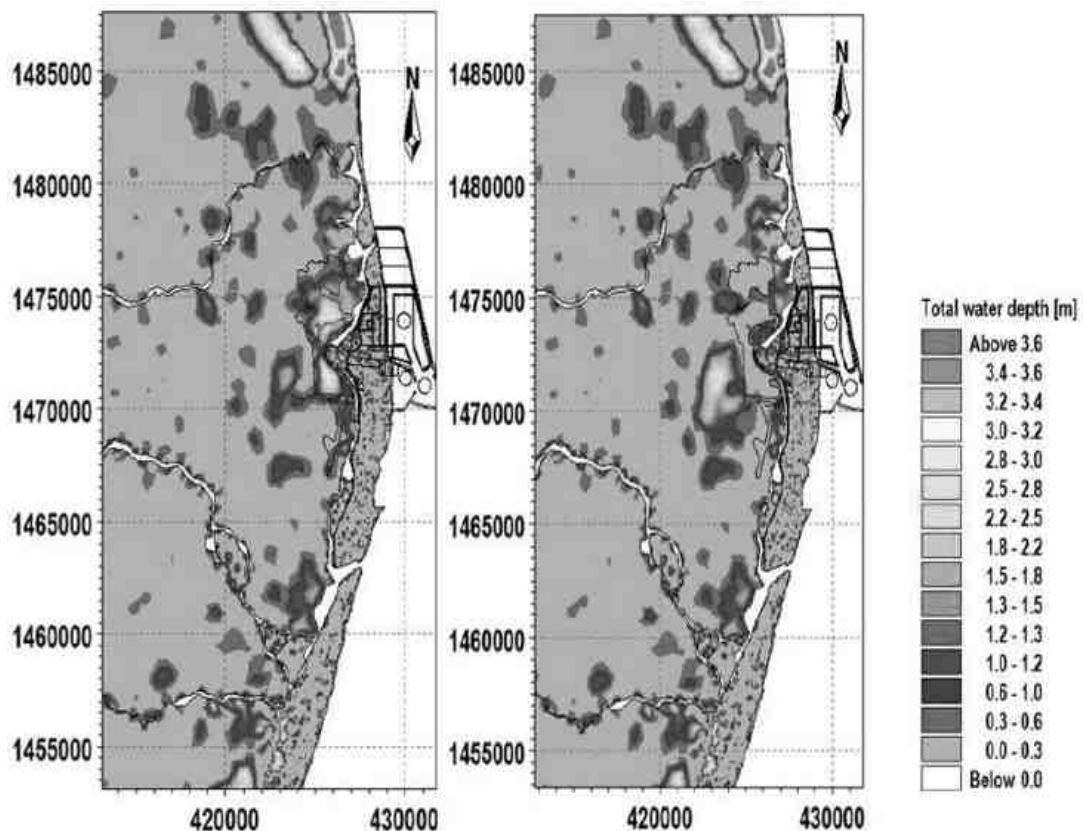 1485000
1480000
1475000
1470000
1465000
1460000
1455000
420000
430000
N
1485000
1480000
1475000
1470000
1465000
1460000
1455000
420000
430000
N
Total water depth [m]
Above 3.6
3.4 - 3.6
3.2 - 3.4
3.0 - 3.2
2.8 - 3.0
2.5 - 2.8
2.2 - 2.5
1.8 - 2.2
1.5 - 1.8
1.3 - 1.5
1.2 - 1.3
1.0 - 1.2
0.6 - 1.0
0.3 - 0.6
0.0 - 0.3
Below 0.0